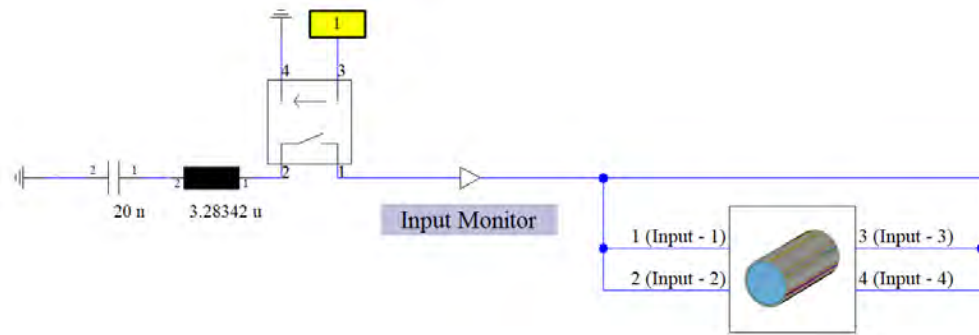 1
4 3
2 1 2 1 2 1
20 n 3.28342 u
Input Monitor
1 (Input - 1) 3 (Input - 3)
2 (Input - 2) 4 (Input - 4)